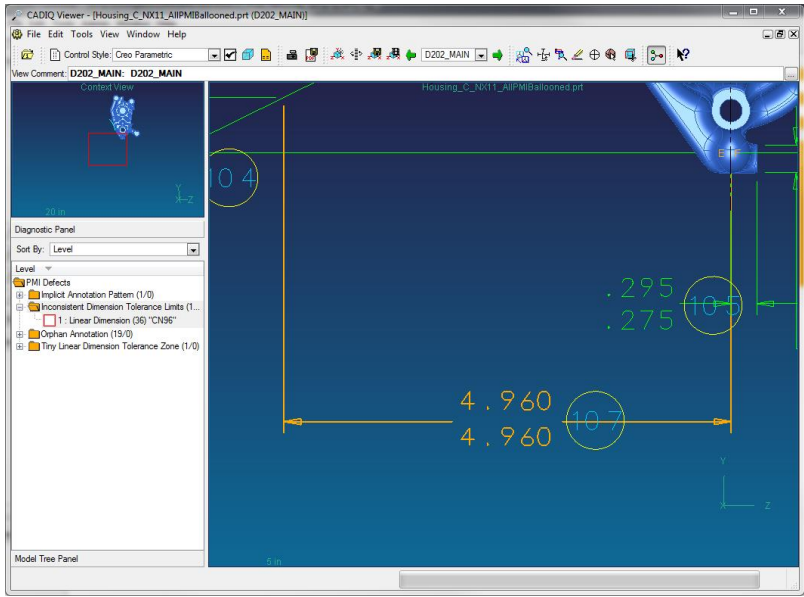 CADIQ Viewer - [Housing_C_NX11_AllPMIBallooned.prt (D202_MAIN)]
File Edit Tools View Window Help
Control Style: Creo Parametric
D202_MAIN
View Comment: D202_MAIN: D202_MAIN
...
Context View
Y
Z
20 in
Diagnostic Panel
Sort By: Level
Level
PMI Defects
Implicit Annotation Pattern (1/0)
Inconsistent Dimension Tolerance Limits (1...
1 : Linear Dimension (36) "CN96"
Orphan Annotation (19/0)
Tiny Linear Dimension Tolerance Zone (1/0)
Model Tree Panel
Housing_C_NX11_AllPMIBallooned.prt
104
.295
.275
105
4.960
4.960
107
Y
X
Z
5 in